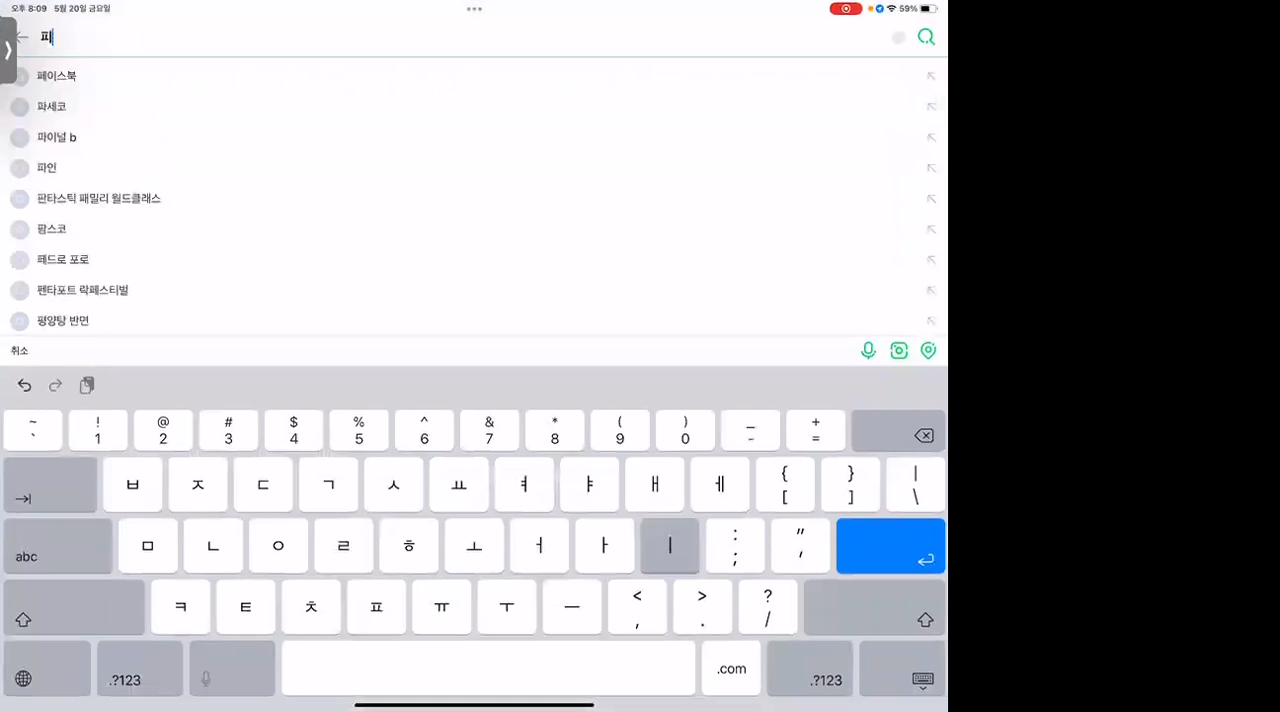 오후 8:09 5월 20일 금요일
59%
피
페이스북
파세코
파이널 b
파인
판타스틱 패밀리 월드클래스
팜스코
페드로 포로
펜타포트 락페스티벌
평양탕 반면
취소
~ ! @ # $ % ^ & * ( ) _ +
` 1 2 3 4 5 6 7 8 9 0 - =
ㅂ ㅈ ㄷ ㄱ ㅅ ㅛ ㅕ ㅑ ㅐ ㅔ { } |
[ ] \
abc ㅁ ㄴ ㅇ ㄹ ㅎ ㅗ ㅓ ㅏ ㅣ : "
; '
ㅋ ㅌ ㅊ ㅍ ㅠ ㅜ ㅡ < > ?
, . /
.?123 .com .?123